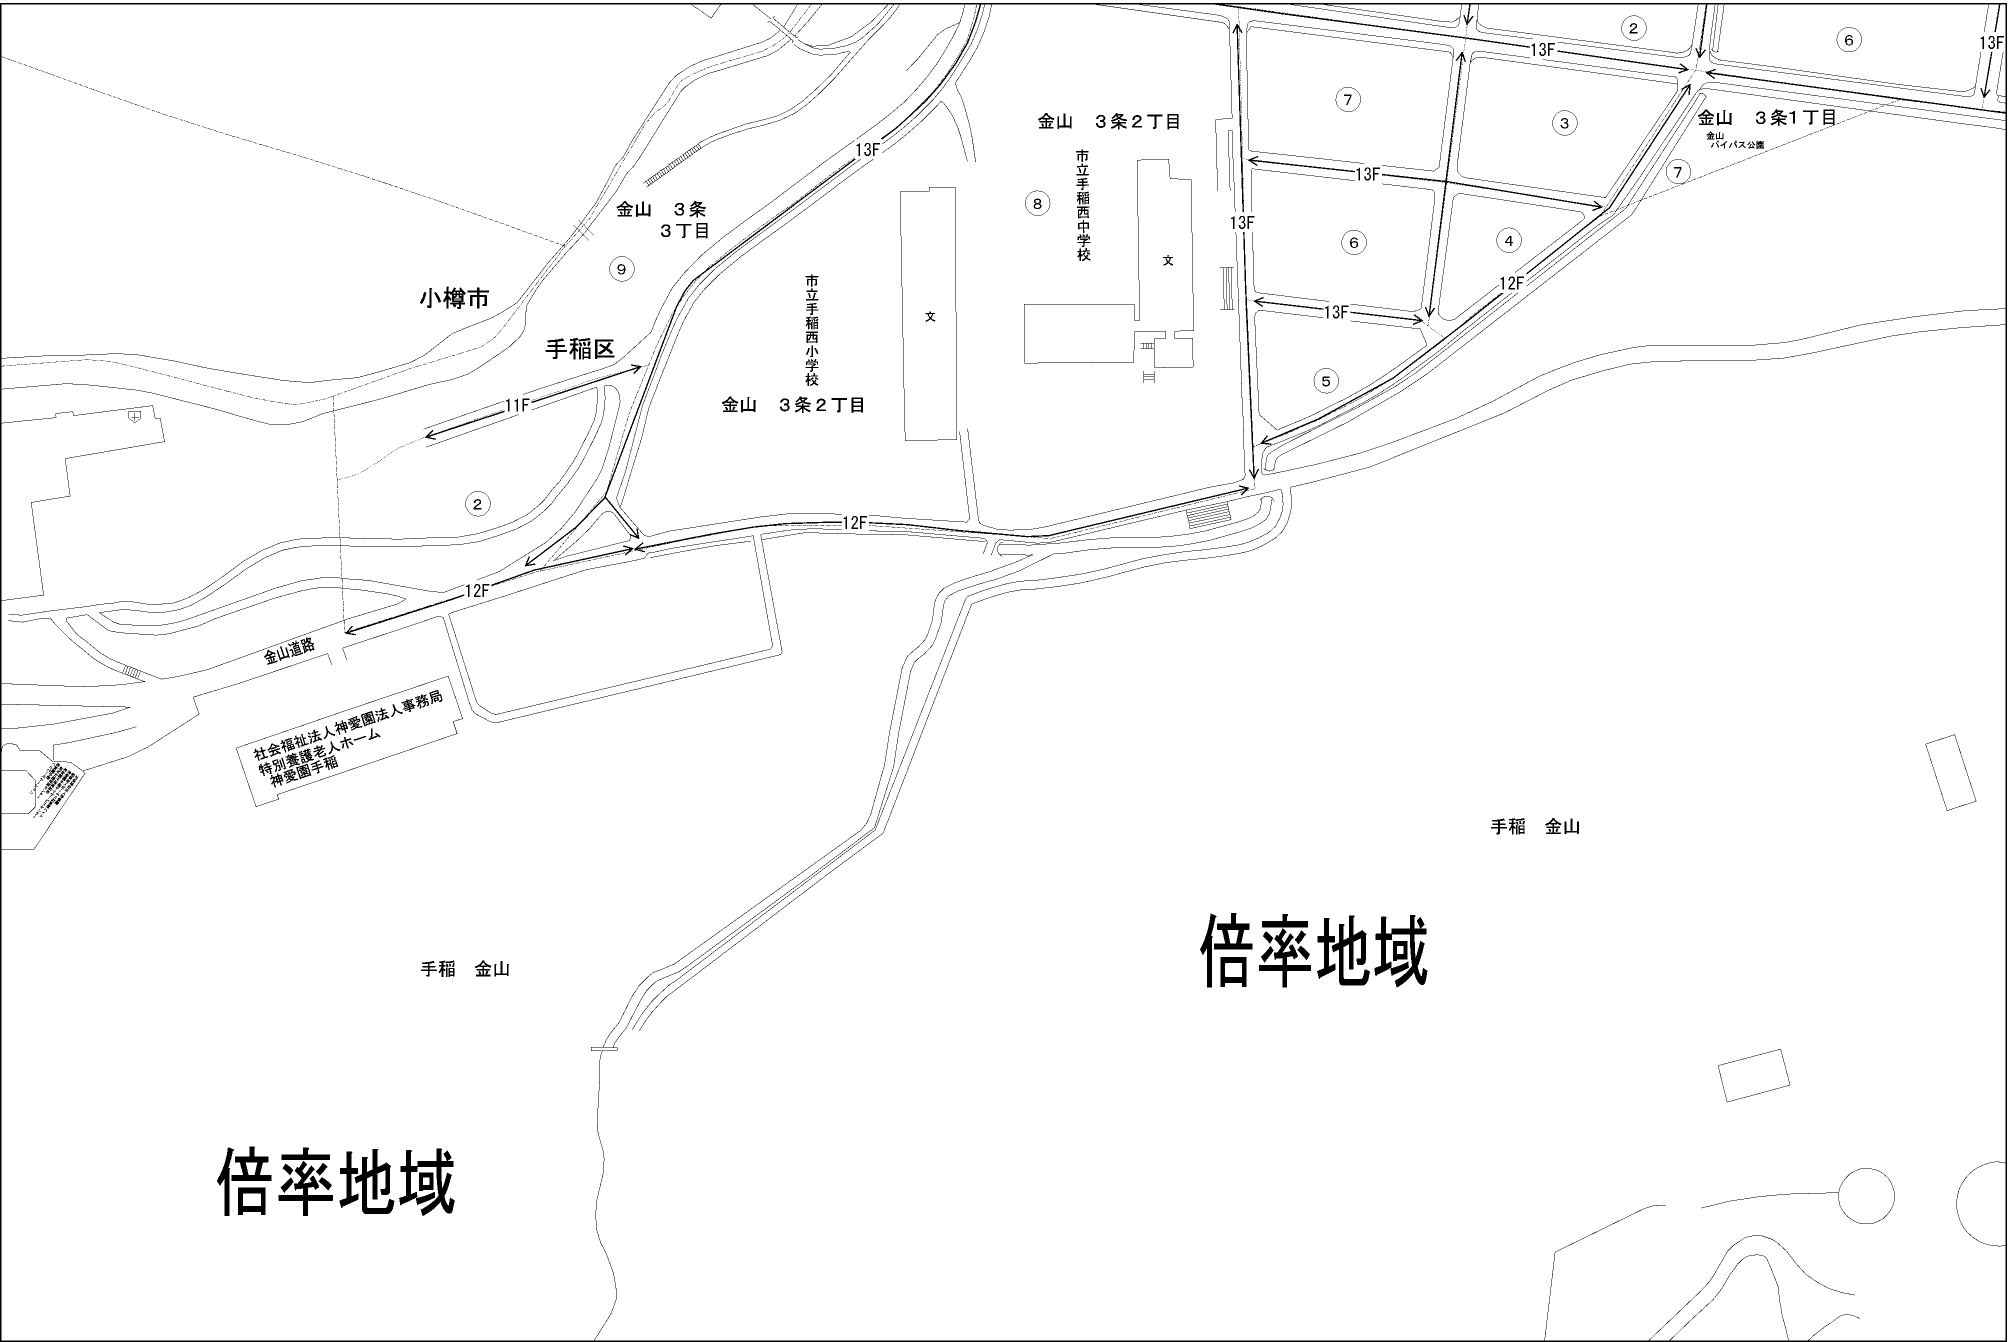 13F
②
⑥
13F
⑦
③
金山　3条2丁目
金山　3条1丁目
金山
バイパス公園
13F
市立手稲西中学校
13F
⑦
金山　3条
3丁目
⑧
13F
⑥
④
文
⑨
市立手稲西小学校
12F
小樽市
13F
文
手稲区
⑤
11F
金山　3条2丁目
②
12F
12F
金山道路
社会福祉法人神愛園法人事務局
特別養護老人ホーム
神愛園手稲
手稲　金山
倍率地域
手稲　金山
倍率地域